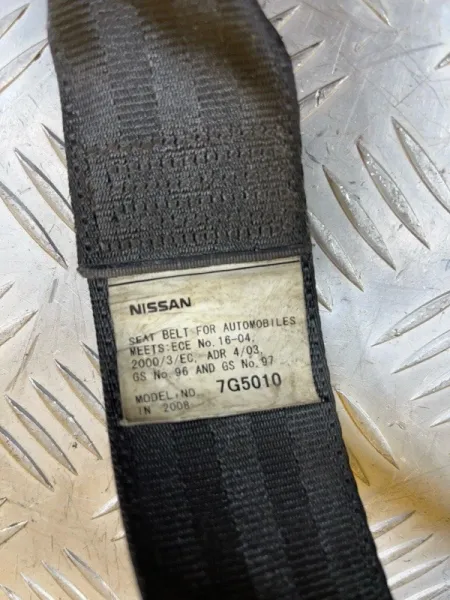 NISSAN
SEAT BELT FOR AUTOMOBILES
MEETS:ECE No. 16-04,
2000/3/EC, ADR 4/03,
GS No 96 AND GS No.97
MODEL,NO. 7G5010
IN 2008